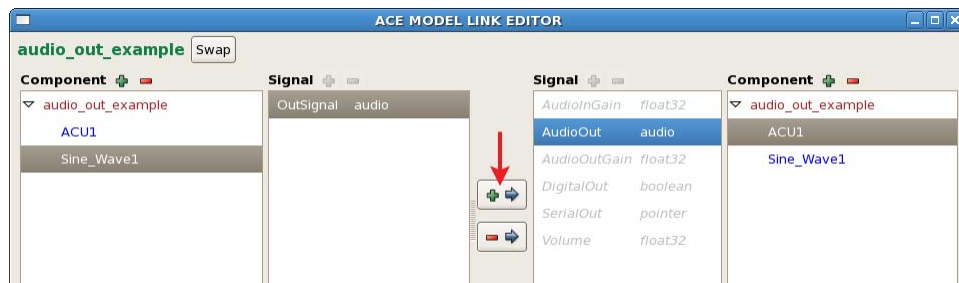 ACE MODEL LINK EDITOR
audio_out_example Swap
Component Signal Signal Component
audio_out_example OutSignal audio AudioInGain float32 audio_out_example
ACU1 AudioOut audio ACU1
Sine_Wave1 AudioOutGain float32 Sine_Wave1
DigitalOut boolean
SerialOut pointer
Volume float32